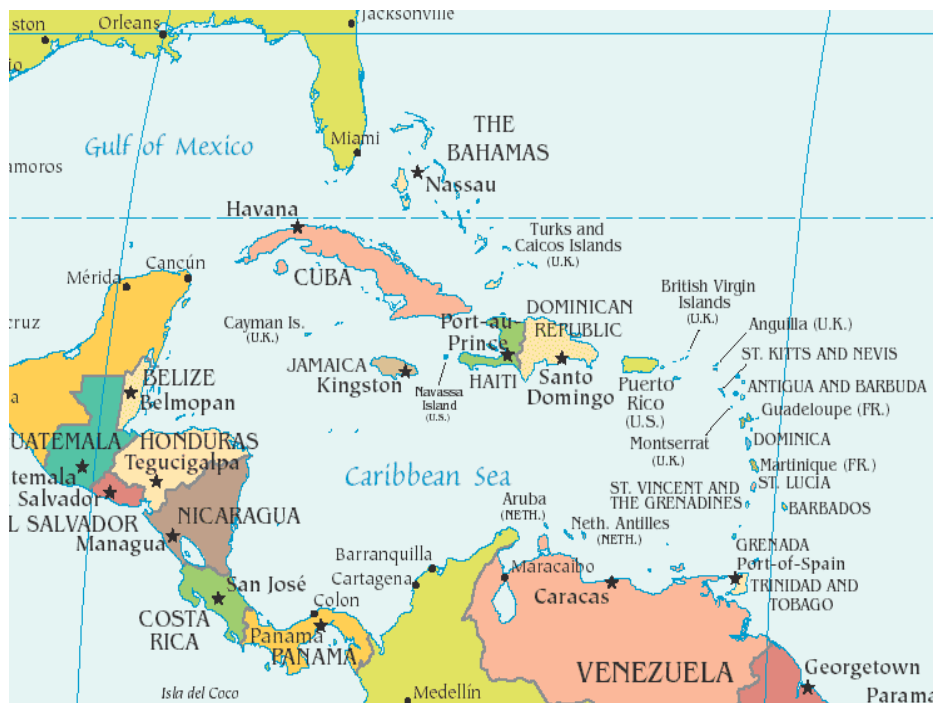 Jacksonville
Orleans
ston
io
Miami
Gulf of Mexico
THE
BAHAMAS
Nassau
amoros
Havana
Turks and
Caicos Islands
(U.K.)
Cancún
Mérida
CUBA
British Virgin
Islands
(U.K.)
cruz
Cayman Is.
(U.K.)
Port-au-
Prince
DOMINICAN
REPUBLIC
Anguilla (U.K.)
ST. KITTS AND NEVIS
JAMAICA
Kingston
HAITI
Santo
Domingo
Puerto
Rico
(U.S.)
ANTIGUA AND BARBUDA
Navassa
Island
(U.S.)
BELIZE
Belmopan
a
Guadeloupe (FR.)
Montserrat
(U.K.)
DOMINICA
UATEMALA
HONDURAS
Tegucigalpa
temala
Caribbean Sea
Martinique (FR.)
ST. LUCIA
Salvador
ST. VINCENT AND
THE GRENADINES
BARBADOS
L SALVADOR
NICARAGUA
Managua
Aruba
(NETH.)
Neth. Antilles
(NETH.)
GRENADA
Port-of-Spain
TRINIDAD AND
TOBAGO
Barranquilla
Cartagena
Maracaibo
Caracas
San José
Colon
COSTA
RICA
Panama
PANAMA
VENEZUELA
Georgetown
Parama
Isla del Coco
Medellín